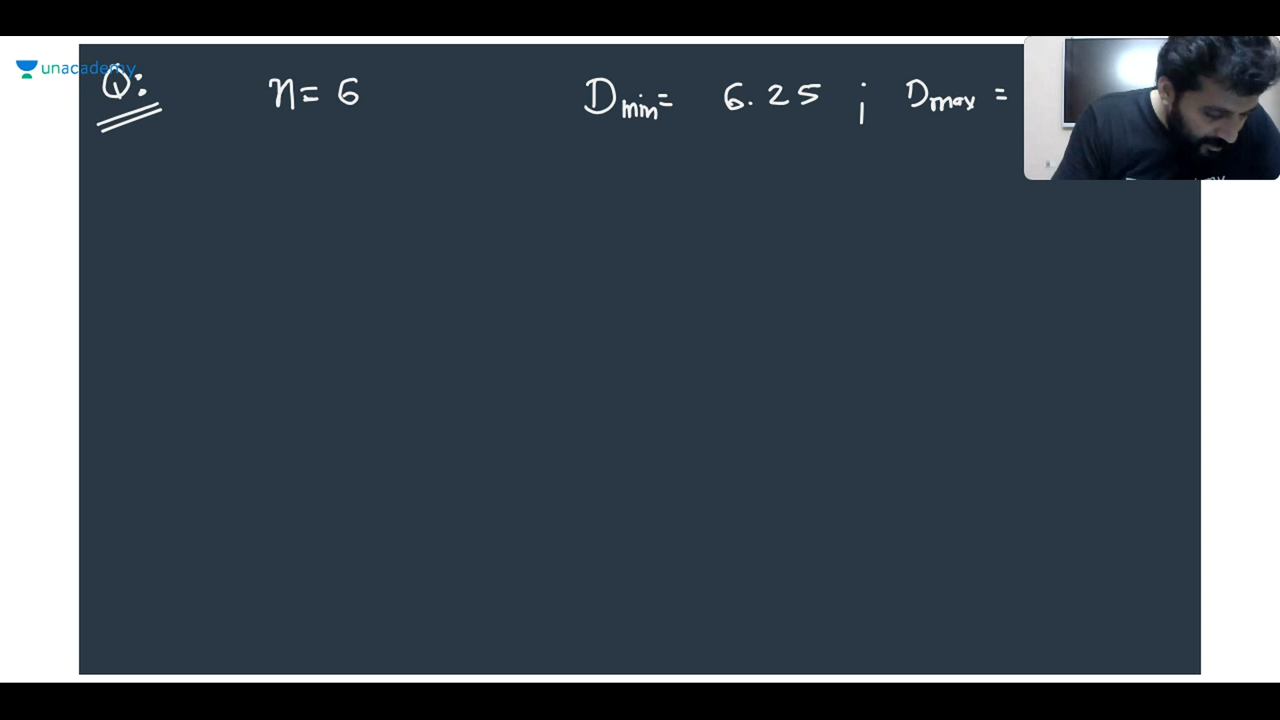 unacademy
Q: n = 6 Dmin = 6.25 ; Dmax =